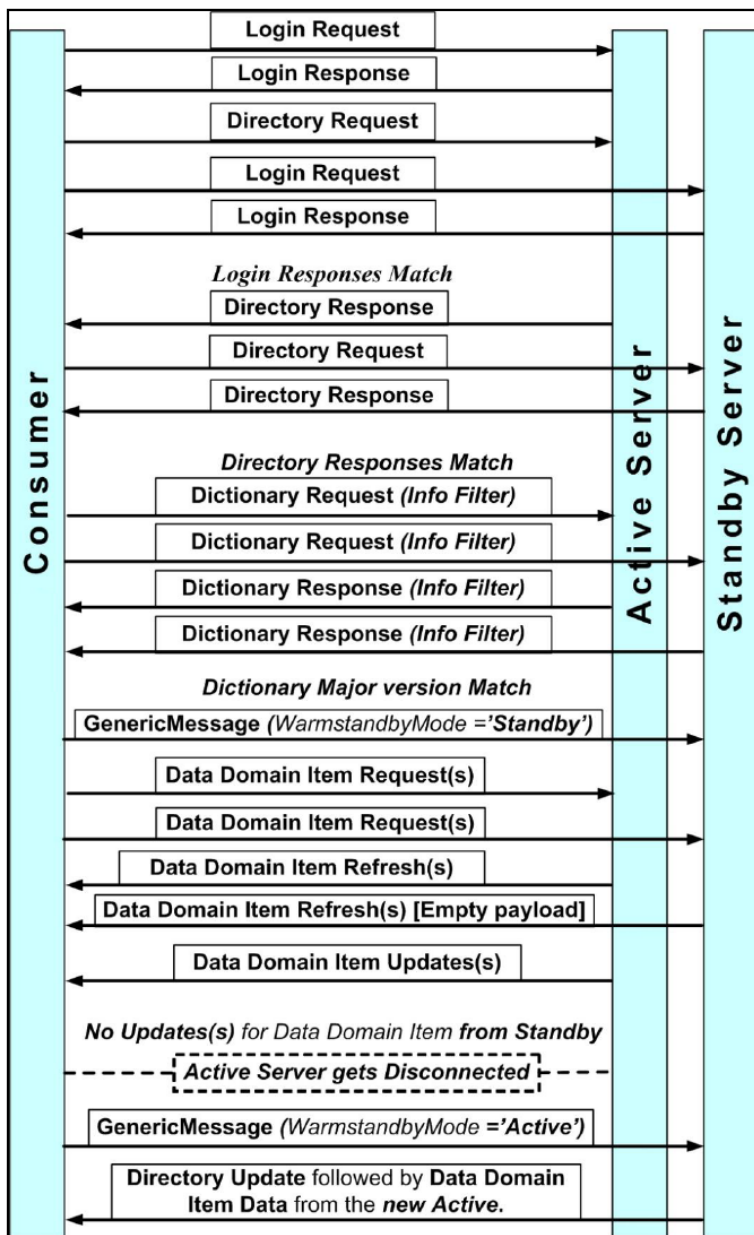 Login Request
Login Response
Directory Request
Login Request
Login Response
Login Responses Match
Directory Response
Directory Request
Directory Response
Directory Responses Match
Dictionary Request (Info Filter)
Dictionary Request (Info Filter)
Dictionary Response (Info Filter)
Dictionary Response (Info Filter)
Dictionary Major version Match
GenericMessage (WarmstandbyMode ='Standby')
Data Domain Item Request(s)
Data Domain Item Request(s)
Data Domain Item Refresh(s)
Data Domain Item Refresh(s) [Empty payload]
Data Domain Item Updates(s)
No Updates(s) for Data Domain Item from Standby
Active Server gets Disconnected
GenericMessage (WarmstandbyMode ='Active')
Directory Update followed by Data Domain
Item Data from the new Active.
Consumer
Active Server
Standby Server